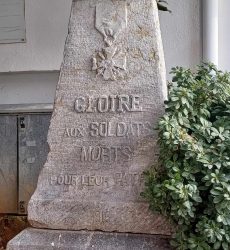 GLOIRE
AUX SOLDATS
MORTS
POUR LEUR